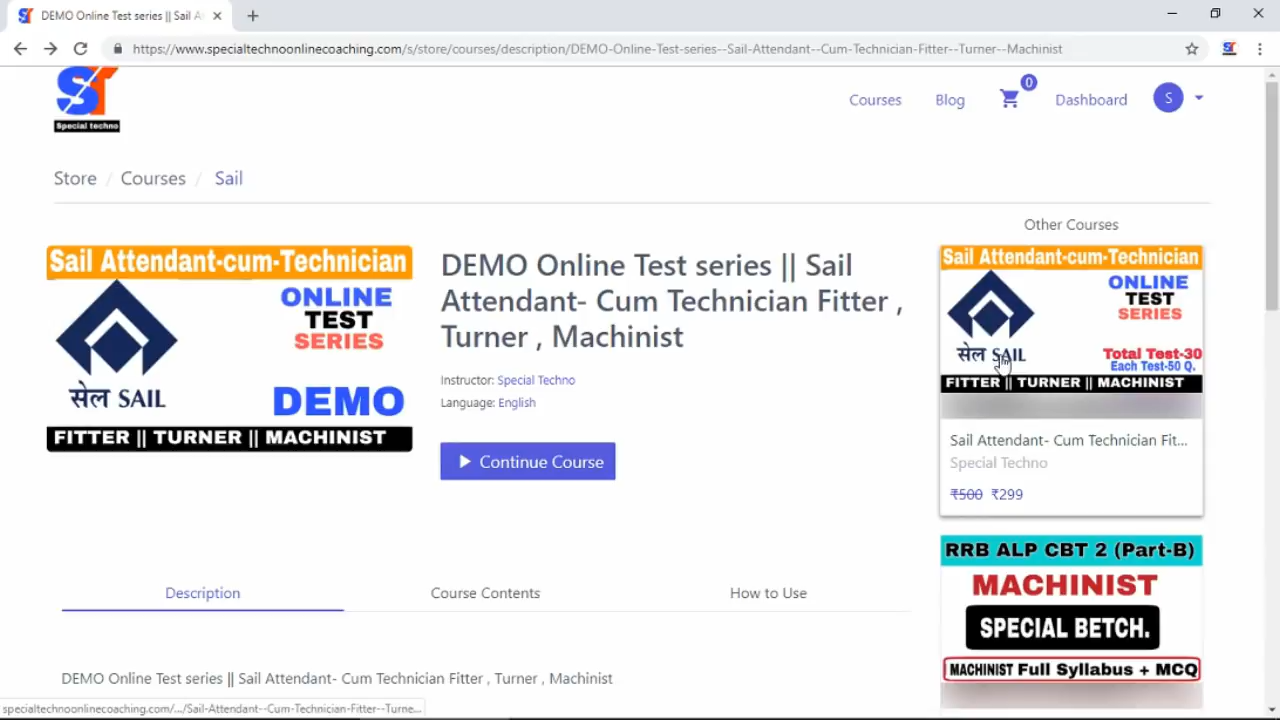 DEMO Online Test series || Sail A
https://www.specialtechnoonlinecoaching.com/s/store/courses/description/DEMO-Online-Test-series--Sail-Attendant--Cum-Technician-Fitter--Turner--Machinist
ST
Special techno
Courses
Blog
0
Dashboard
S
Store / Courses / Sail
Other Courses
Sail Attendant-cum-Technician
ONLINE
TEST
SERIES
सेल SAIL
DEMO
FITTER || TURNER || MACHINIST
DEMO Online Test series || Sail
Attendant- Cum Technician Fitter ,
Turner , Machinist
Instructor: Special Techno
Language: English
Continue Course
Sail Attendant-cum-Technician
ONLINE
TEST
SERIES
सेल SAIL
Total Test-30
Each Test-50 Q.
FITTER || TURNER || MACHINIST
Sail Attendant- Cum Technician Fit...
Special Techno
₹500 ₹299
RRB ALP CBT 2 (Part-B)
MACHINIST
SPECIAL BETCH.
MACHINIST Full Syllabus + MCQ
Description
Course Contents
How to Use
DEMO Online Test series || Sail Attendant- Cum Technician Fitter , Turner , Machinist
specialtechnoonlinecoaching.com/.../Sail-Attendant--Cum-Technician-Fitter--Turne...